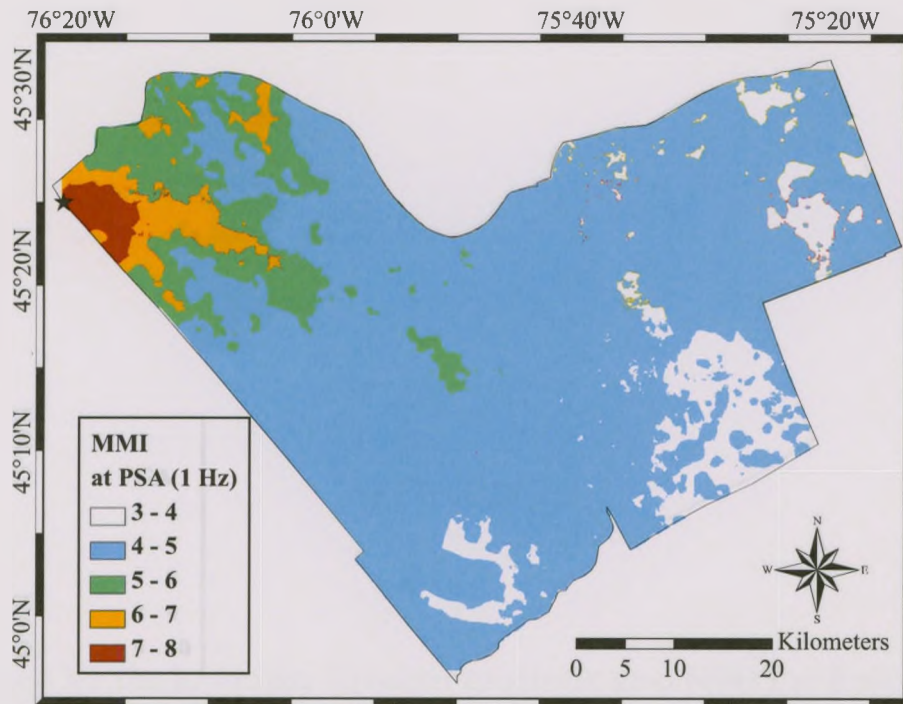 76°20'W 76°0'W 75°40'W 75°20'W
45°30'N
45°20'N
45°10'N
45°0'N
MMI
at PSA (1 Hz)
3 - 4
4 - 5
5 - 6
6 - 7
7 - 8
N
W E
S
Kilometers
0 5 10 20